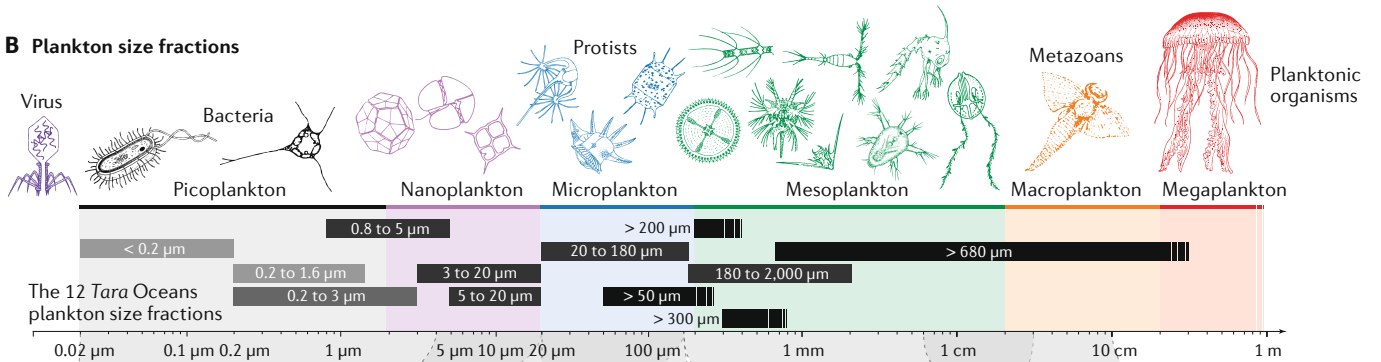 B Plankton size fractions
Virus
Bacteria
Protists
Metazoans
Planktonic
organisms
Picoplankton
Nanoplankton
Microplankton
Mesoplankton
Macroplankton
Megaplankton
0.8 to 5 µm
> 200 µm
< 0.2 µm
20 to 180 µm
> 680 µm
0.2 to 1.6 µm
3 to 20 µm
180 to 2,000 µm
The 12 Tara Oceans
plankton size fractions
0.2 to 3 µm
5 to 20 µm
> 50 µm
> 300 µm
0.02 µm
0.1 µm
0.2 µm
1 µm
5 µm
10 µm
20 µm
100 µm
1 mm
1 cm
10 cm
1 m